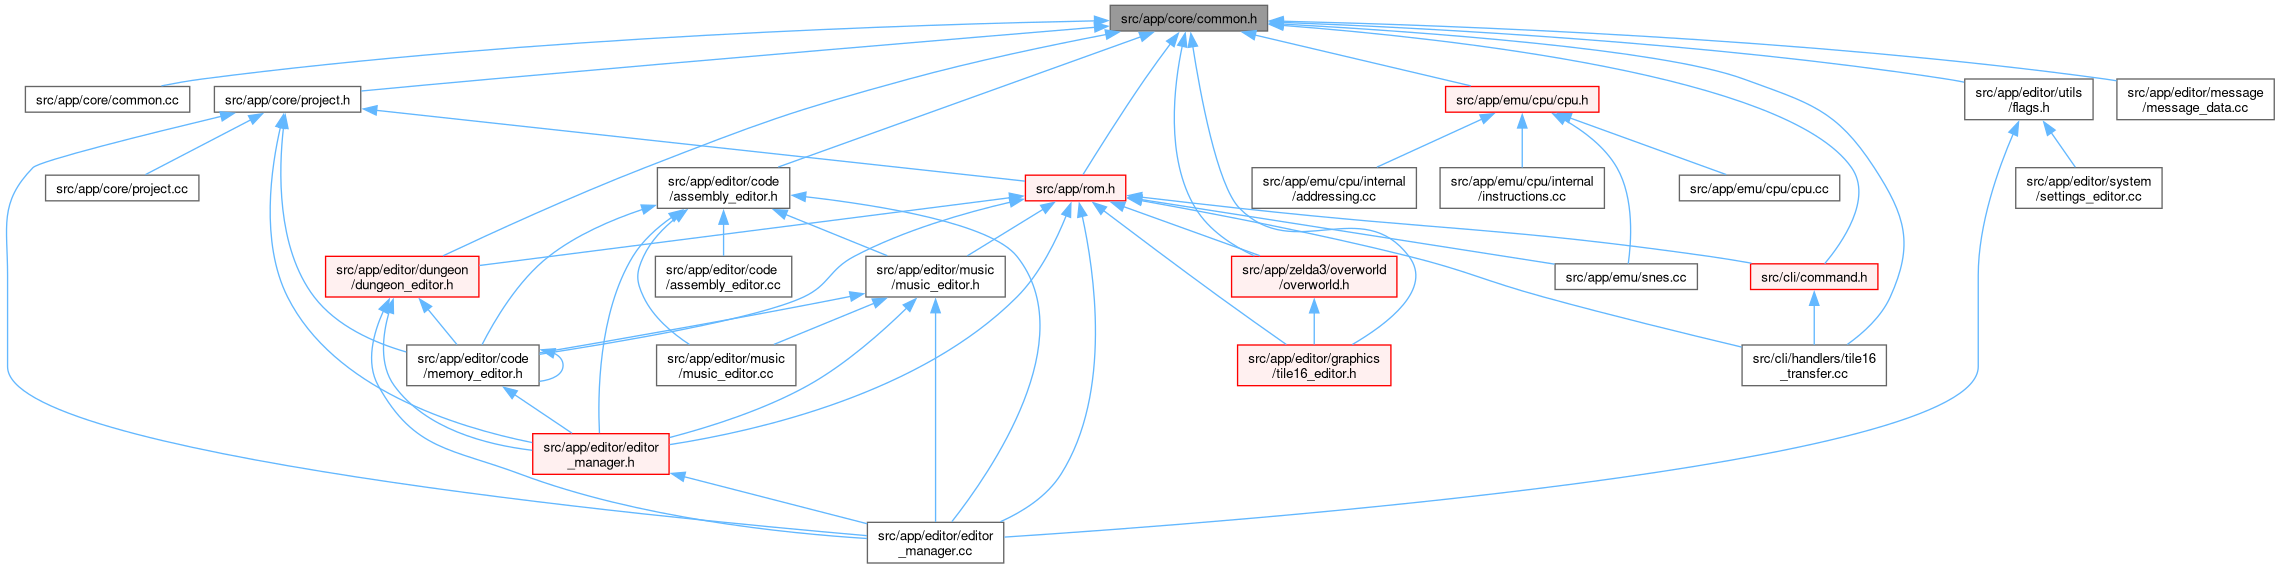 src/app/core/common.h
src/app/core/common.cc
src/app/core/project.h
src/app/emu/cpu/cpu.h
src/app/editor/utils
/flags.h
src/app/editor/message
/message_data.cc
src/app/core/project.cc
src/app/editor/code
/assembly_editor.h
src/app/rom.h
src/app/emu/cpu/internal
/addressing.cc
src/app/emu/cpu/internal
/instructions.cc
src/app/emu/cpu/cpu.cc
src/app/editor/system
/settings_editor.cc
src/app/editor/dungeon
/dungeon_editor.h
src/app/editor/code
/assembly_editor.cc
src/app/editor/music
/music_editor.h
src/app/zelda3/overworld
/overworld.h
src/app/emu/snes.cc
src/cli/command.h
src/app/editor/code
/memory_editor.h
src/app/editor/music
/music_editor.cc
src/app/editor/graphics
/tile16_editor.h
src/cli/handlers/tile16
_transfer.cc
src/app/editor/editor
_manager.h
src/app/editor/editor
_manager.cc